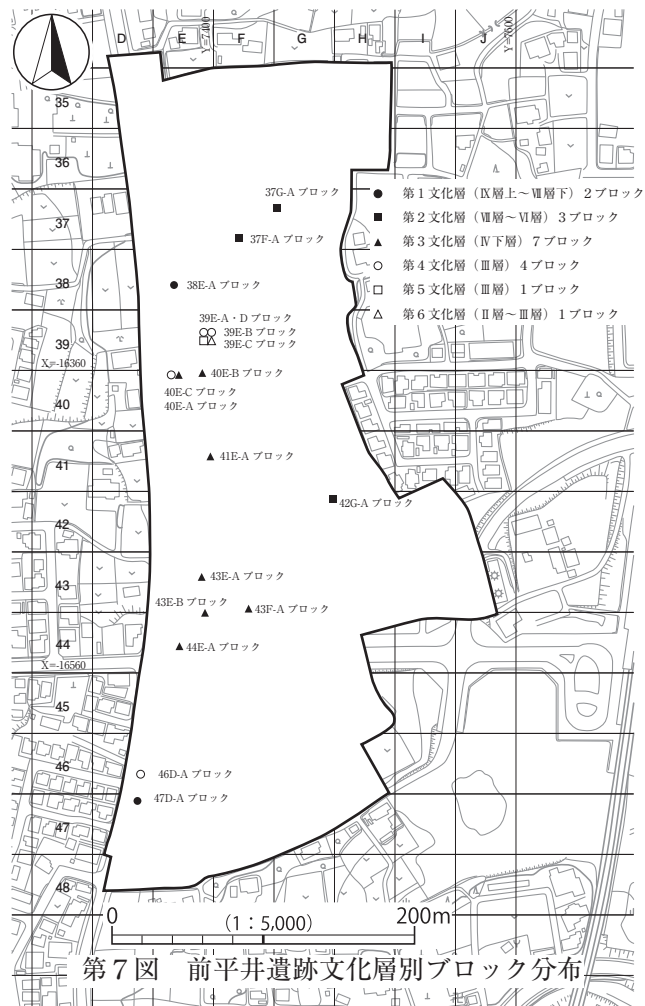 D E F G H I J
Y=7400
Y=7600
35
36
37G-A ブロック
● 第1文化層(Ⅸ層上~Ⅶ層下)2ブロック
■ 第2文化層(Ⅶ層~Ⅵ層)3ブロック
37
37F-A ブロック
▲ 第3文化層(Ⅳ下層)7ブロック
○ 第4文化層(Ⅲ層)4ブロック
38
38E-A ブロック
□ 第5文化層(Ⅲ層)1ブロック
△ 第6文化層(Ⅱ層~Ⅲ層)1ブロック
39E-A・D ブロック
39E-B ブロック
39
39E-C ブロック
X=-16360
40E-B ブロック
40E-C ブロック
40
40E-A ブロック
41
41E-A ブロック
42G-A ブロック
42
43
43E-A ブロック
43E-B ブロック
43F-A ブロック
44
44E-A ブロック
X=-16560
45
46
46D-A ブロック
47D-A ブロック
47
48
0 (1:5,000) 200m
第7図 前平井遺跡文化層別ブロック分布